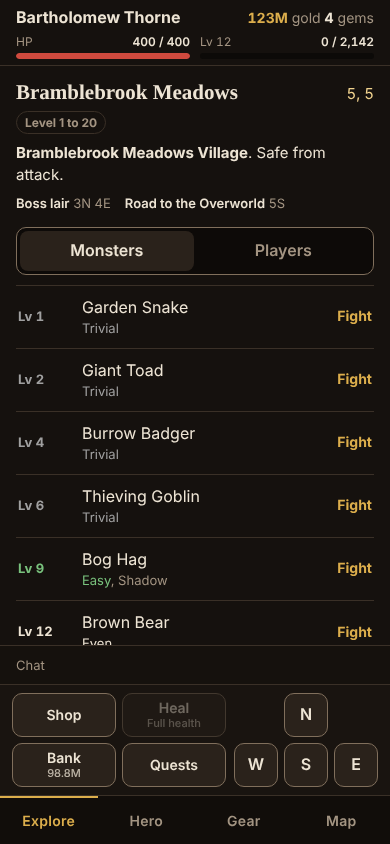 Bartholomew Thorne 123M gold 4 gems
HP 400 / 400 Lv 12 0 / 2,142
Bramblebrook Meadows 5, 5
Level 1 to 20
Bramblebrook Meadows Village. Safe from
attack.
Boss lair 3N 4E Road to the Overworld 5S
Monsters Players
Lv 1 Garden Snake Fight
Trivial
Lv 2 Giant Toad Fight
Trivial
Lv 4 Burrow Badger Fight
Trivial
Lv 6 Thieving Goblin Fight
Trivial
Lv 9 Bog Hag Fight
Easy, Shadow
Lv 12 Brown Bear Fight
Even
Chat
Shop Heal N
Full health
Bank Quests W S E
98.8M
Explore Hero Gear Map